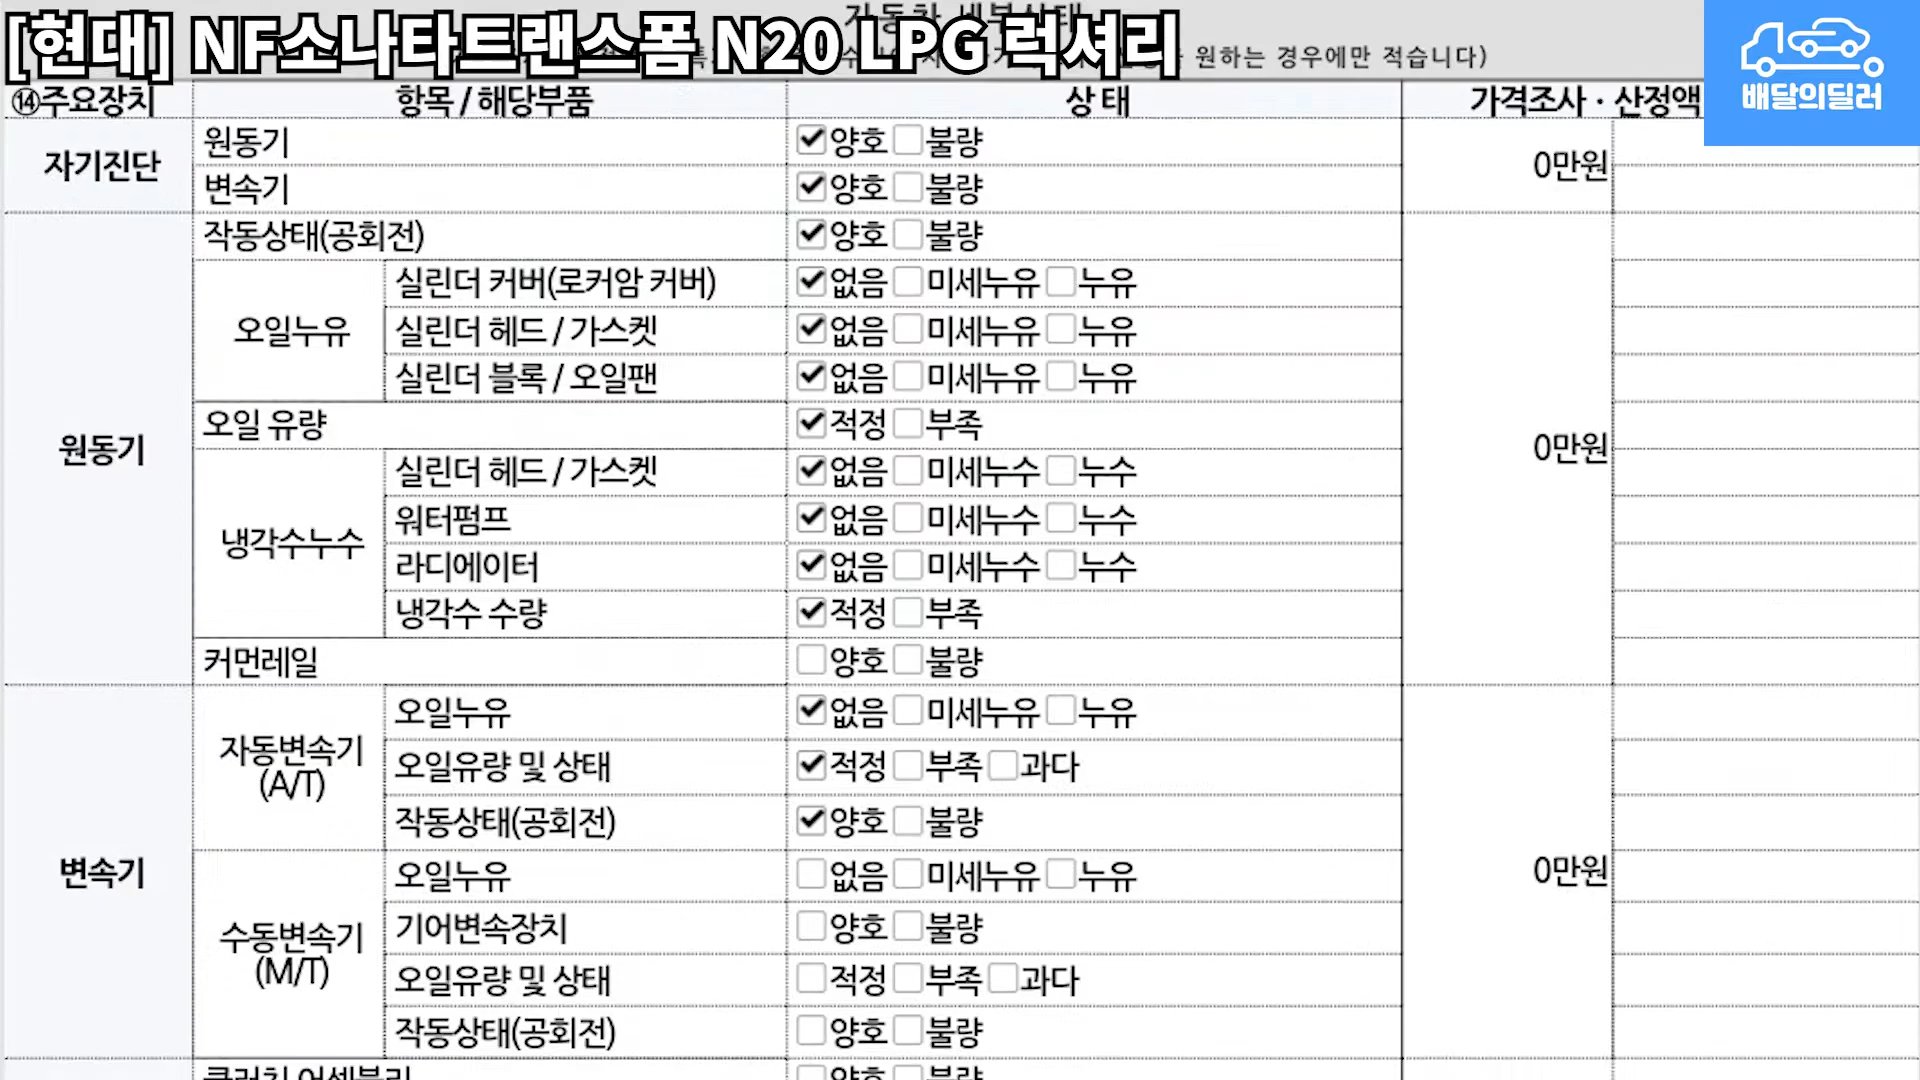 [현대] NF소나타트랜스폼 N20 LPG 럭셔리
원하는 경우에만 적습니다)
배달의딜러
⑭주요장치 항목 / 해당부품 상 태 가격조사 · 산정액
자기진단 원동기 ✔양호 불량 0만원
변속기 ✔양호 불량
원동기 작동상태(공회전) ✔양호 불량 0만원
오일누유 실린더 커버(로커암 커버) ✔없음 미세누유 누유
실린더 헤드 / 가스켓 ✔없음 미세누유 누유
실린더 블록 / 오일팬 ✔없음 미세누유 누유
오일 유량 ✔적정 부족
냉각수누수 실린더 헤드 / 가스켓 ✔없음 미세누수 누수
워터펌프 ✔없음 미세누수 누수
라디에이터 ✔없음 미세누수 누수
냉각수 수량 ✔적정 부족
커먼레일 양호 불량
변속기 자동변속기 (A/T) 오일누유 ✔없음 미세누유 누유 0만원
오일유량 및 상태 ✔적정 부족 과다
작동상태(공회전) ✔양호 불량
수동변속기 (M/T) 오일누유 없음 미세누유 누유
기어변속장치 양호 불량
오일유량 및 상태 적정 부족 과다
작동상태(공회전) 양호 불량
클러치 어셈블리 양호 불량